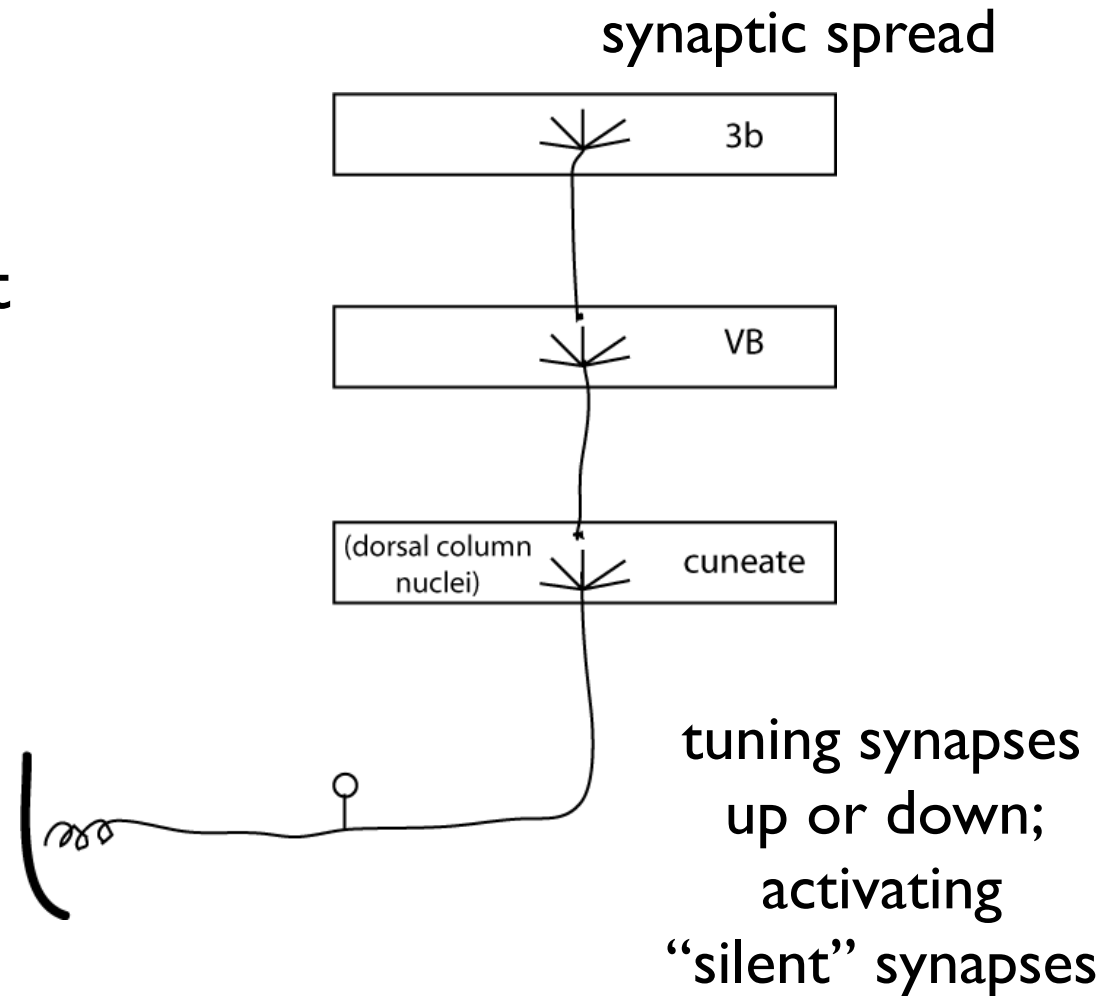 synaptic spread
3b
t
VB
(dorsal column
nuclei)
cuneate
tuning synapses
up or down;
activating
“silent” synapses